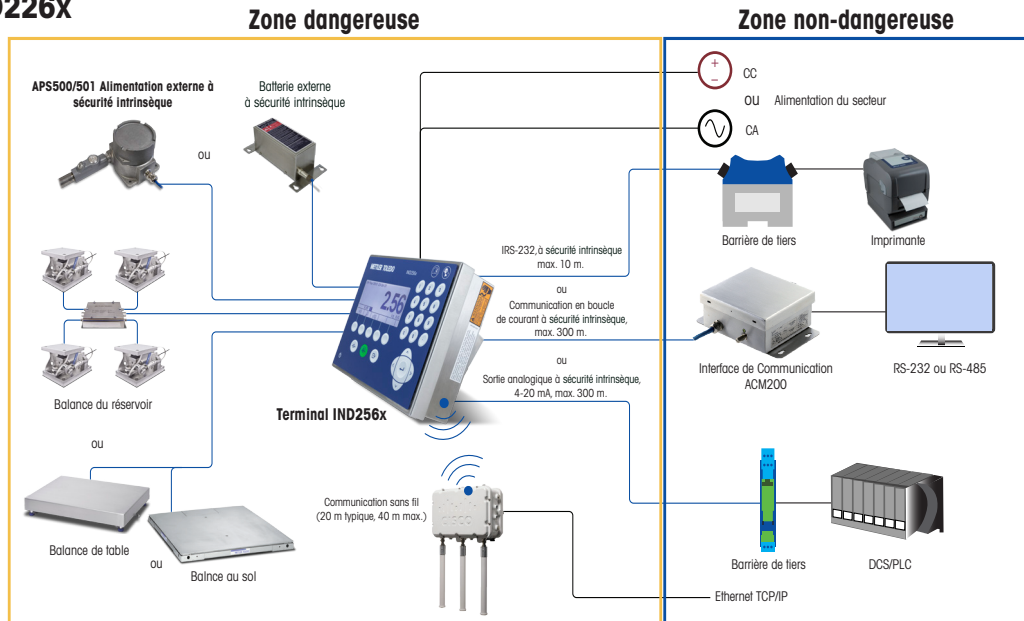 Zone dangereuse
Zone non-dangereuse
APS500/501 Alimentation externe à
sécurité intrinsèque
ou
Batterie externe
à sécurité intrinsèque
CC
ou Alimentation du secteur
CA
Barrière de tiers
Imprimante
IRS-232, à sécurité intrinsèque
max. 10 m.
ou
Communication en boucle
de courant à sécurité intrinsèque,
max. 300 m.
ou
Sortie analogique à sécurité intrinsèque,
4-20 mA, max. 300 m.
METTLER TOLEDO
2.56
Terminal IND256x
Interface de Communication
ACM200
RS-232 ou RS-485
Balance du réservoir
ou
Balance de table
ou
Balnce au sol
Communication sans fil
(20 m typique, 40 m max.)
Barrière de tiers
DCS/PLC
Ethernet TCP/IP